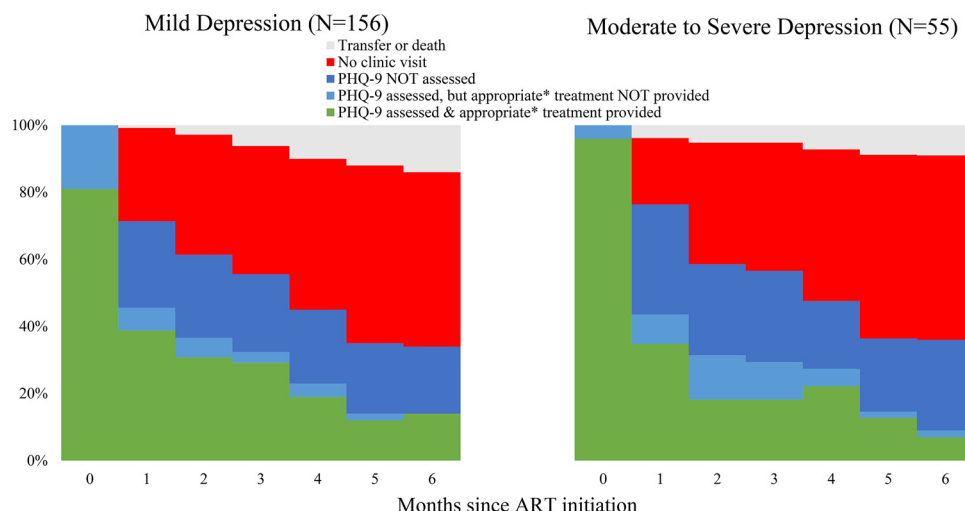 Mild Depression (N=156)
Moderate to Severe Depression (N=55)
Transfer or death
No clinic visit
PHQ-9 NOT assessed
PHQ-9 assessed, but appropriate* treatment NOT provided
PHQ-9 assessed & appropriate* treatment provided
100%
80%
60%
40%
20%
0%
0 1 2 3 4 5 6
0 1 2 3 4 5 6
Months since ART initiation